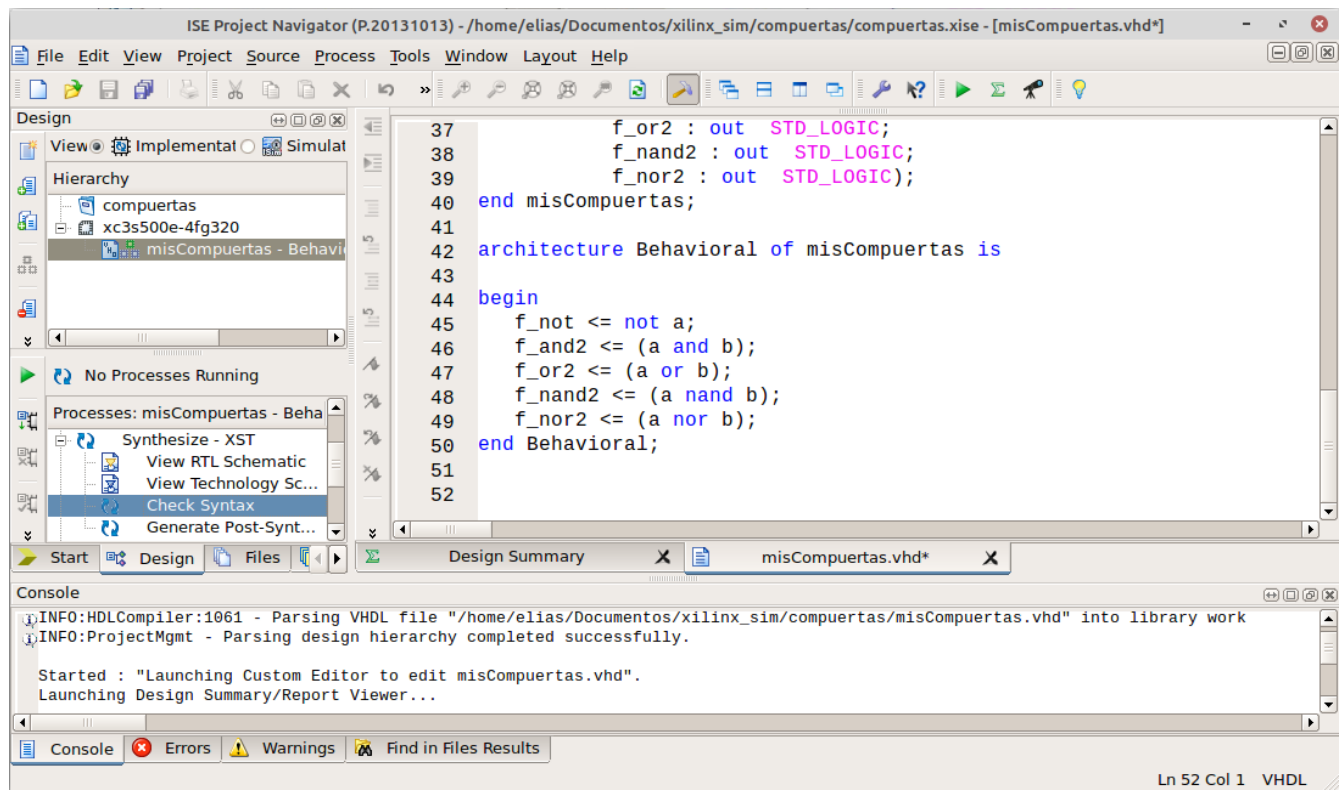 ISE Project Navigator (P.20131013) - /home/elias/Documentos/xilinx_sim/compuertas/compuertas.xise - [misCompuertas.vhd*]
File Edit View Project Source Process Tools Window Layout Help
Design
View Implementat Simulat
Hierarchy
compuertas
xc3s500e-4fg320
misCompuertas - Behavi
No Processes Running
Processes: misCompuertas - Beha
Synthesize - XST
View RTL Schematic
View Technology Sc...
Check Syntax
Generate Post-Synt...
Start Design Files
37 f_or2 : out STD_LOGIC;
38 f_nand2 : out STD_LOGIC;
39 f_nor2 : out STD_LOGIC);
40 end misCompuertas;
41
42 architecture Behavioral of misCompuertas is
43
44 begin
45 f_not <= not a;
46 f_and2 <= (a and b);
47 f_or2 <= (a or b);
48 f_nand2 <= (a nand b);
49 f_nor2 <= (a nor b);
50 end Behavioral;
51
52
Design Summary misCompuertas.vhd*
Console
INFO:HDLCompiler:1061 - Parsing VHDL file "/home/elias/Documentos/xilinx_sim/compuertas/misCompuertas.vhd" into library work
INFO:ProjectMgmt - Parsing design hierarchy completed successfully.
Started : "Launching Custom Editor to edit misCompuertas.vhd".
Launching Design Summary/Report Viewer...
Console Errors Warnings Find in Files Results
Ln 52 Col 1 VHDL